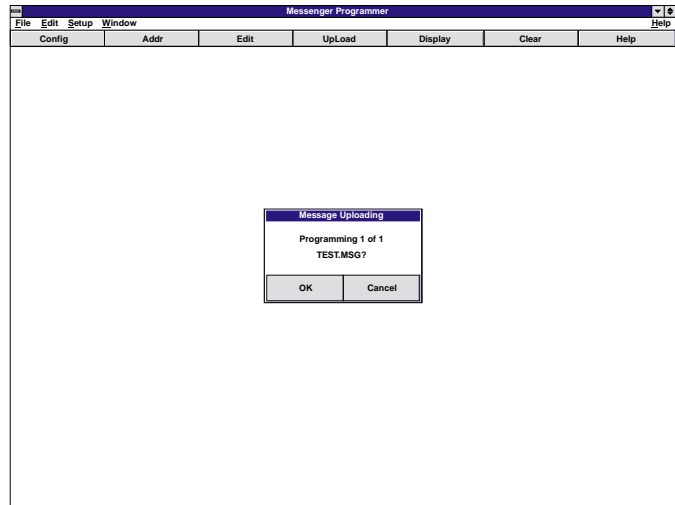 Messenger Programmer
File Edit Setup Window Help
Config Addr Edit UpLoad Display Clear Help
Message Uploading
Programming 1 of 1
TEST.MSG?
OK Cancel